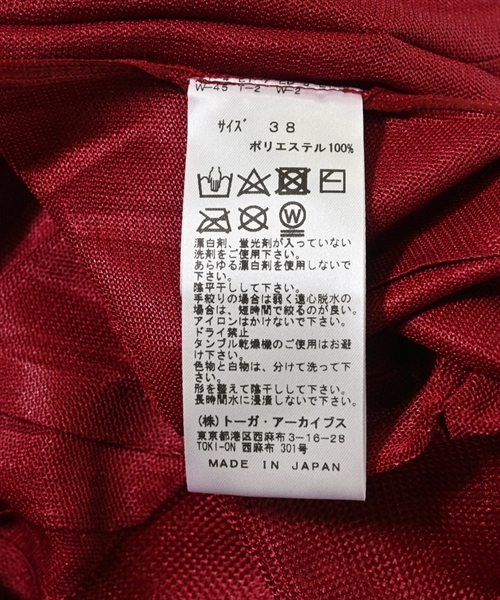 W-45 T-2 W-2
サイズ 38
ポリエステル100%
W
漂白剤、蛍光剤が入っていない
洗剤をご使用下さい。
あらゆる漂白剤を使用しないで
下さい。
陰平干しして下さい。
手絞りの場合は弱く遠心脱水の
場合は、短時間で絞るのが良い。
アイロンはかけないで下さい。
ドライ禁止
タンブル乾燥機のご使用はお避
け下さい。
色物と白物は、分けて洗って下
さい。
形を整えて陰干しして下さい。
長時間水に浸漬しないで下さい。
(株)トーガ・アーカイブス
東京都港区西麻布3-16-28
TOKI-ON 西麻布 301号
MADE IN JAPAN